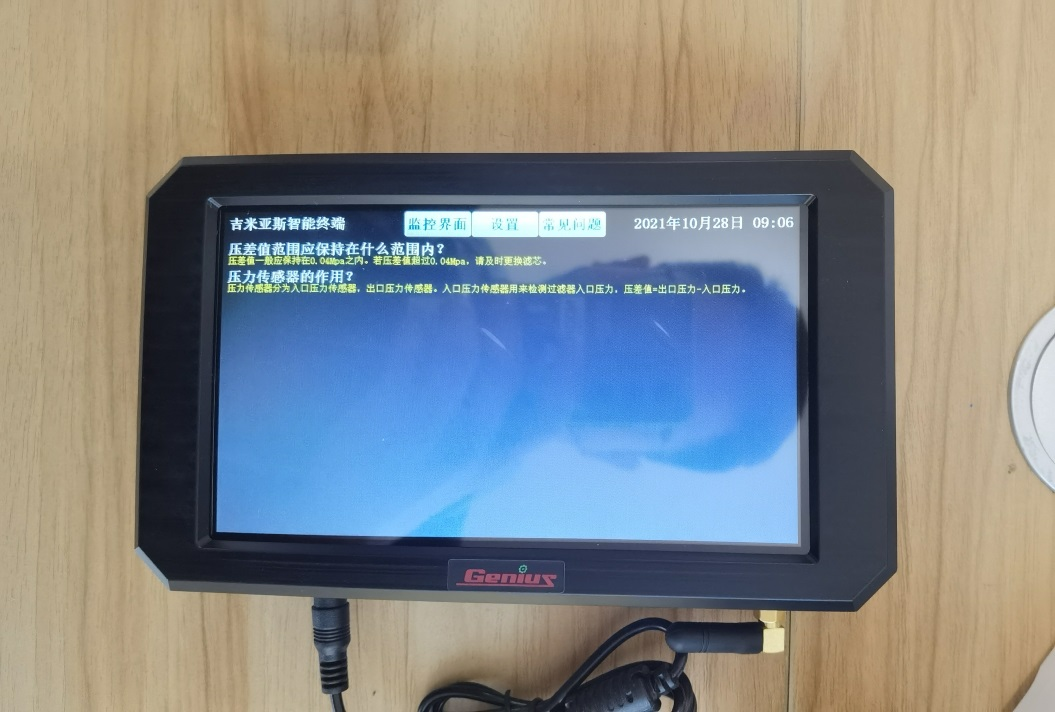 吉米亚斯智能终端 监控界面 设置 常见问题 2021年10月28日 09:06
压差值范围应保持在什么范围内？
压差值一般应保持在0.04Mpa之内。若压差值超过0.04Mpa，请及时更换滤芯。
压力传感器的作用？
压力传感器分为入口压力传感器，出口压力传感器。入口压力传感器用来检测过滤器入口压力．压差值=出口压力-入口压力。
Genius